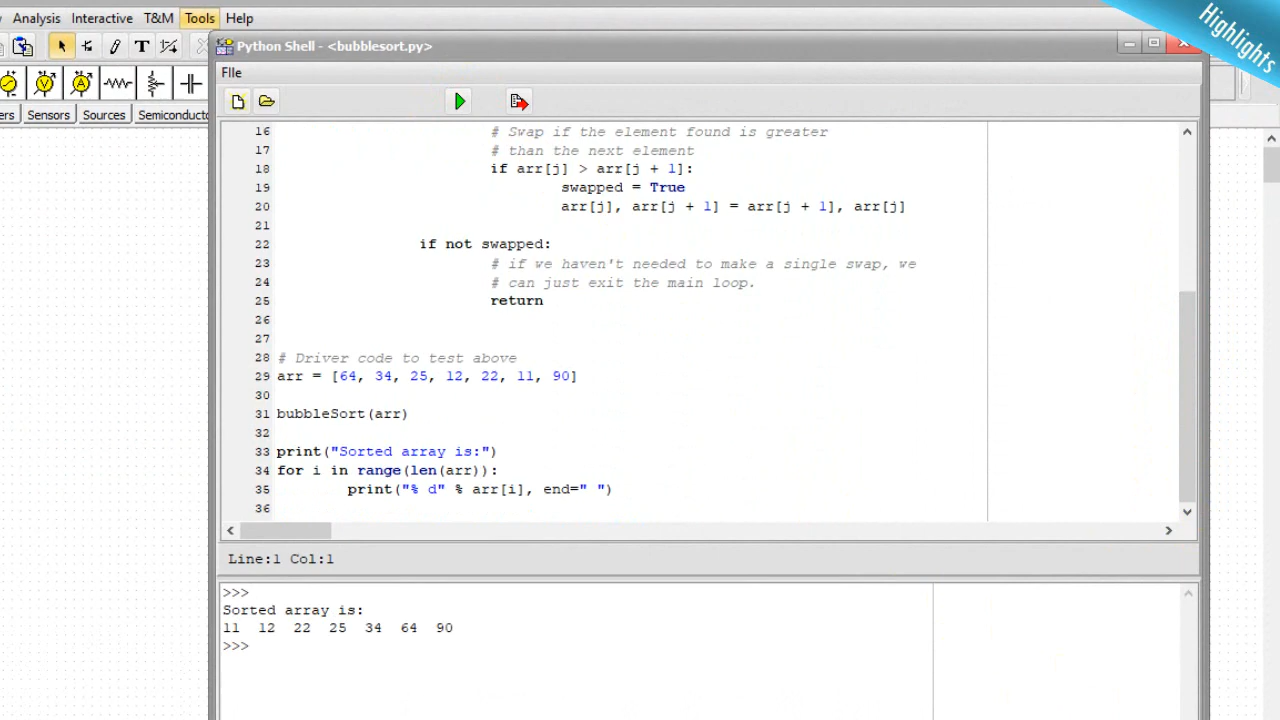 Analysis Interactive T&M Tools Help
Highlights
Python Shell - <bubblesort.py>
FIle
Sensors Sources
16 # Swap if the element found is greater
17 # than the next element
18 if arr[j] > arr[j + 1]:
19 swapped = True
20 arr[j], arr[j + 1] = arr[j + 1], arr[j]
21
22 if not swapped:
23 # if we haven't needed to make a single swap, we
24 # can just exit the main loop.
25 return
26
27
28 # Driver code to test above
29 arr = [64, 34, 25, 12, 22, 11, 90]
30
31 bubbleSort(arr)
32
33 print("Sorted array is:")
34 for i in range(len(arr)):
35 print("% d" % arr[i], end=" ")
36
Line:1 Col:1
>>>
Sorted array is:
11 12 22 25 34 64 90
>>>